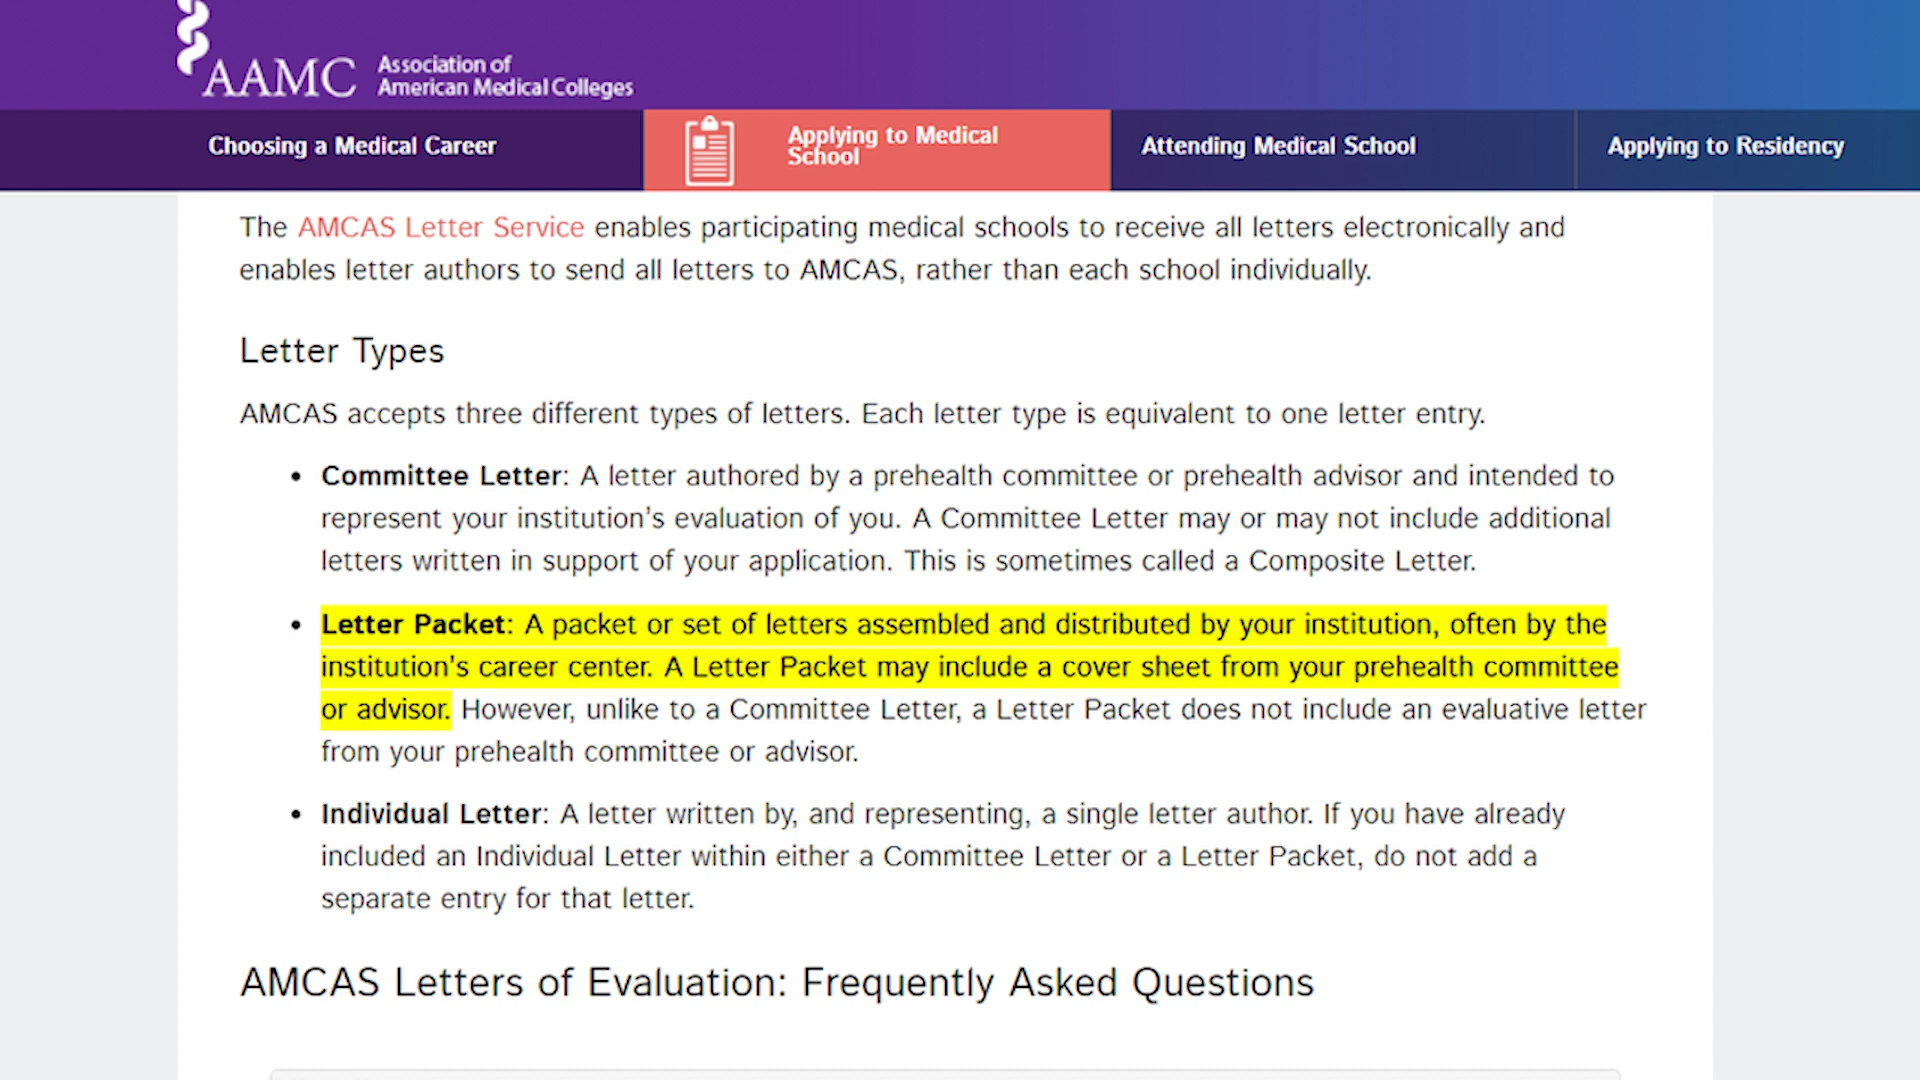 AAMC
Association of
American Medical Colleges
Choosing a Medical Career
Applying to Medical
School
Attending Medical School
Applying to Residency
The AMCAS Letter Service enables participating medical schools to receive all letters electronically and
enables letter authors to send all letters to AMCAS, rather than each school individually.
Letter Types
AMCAS accepts three different types of letters. Each letter type is equivalent to one letter entry.
• Committee Letter: A letter authored by a prehealth committee or prehealth advisor and intended to
represent your institution’s evaluation of you. A Committee Letter may or may not include additional
letters written in support of your application. This is sometimes called a Composite Letter.
• Letter Packet: A packet or set of letters assembled and distributed by your institution, often by the
institution’s career center. A Letter Packet may include a cover sheet from your prehealth committee
or advisor. However, unlike to a Committee Letter, a Letter Packet does not include an evaluative letter
from your prehealth committee or advisor.
• Individual Letter: A letter written by, and representing, a single letter author. If you have already
included an Individual Letter within either a Committee Letter or a Letter Packet, do not add a
separate entry for that letter.
AMCAS Letters of Evaluation: Frequently Asked Questions